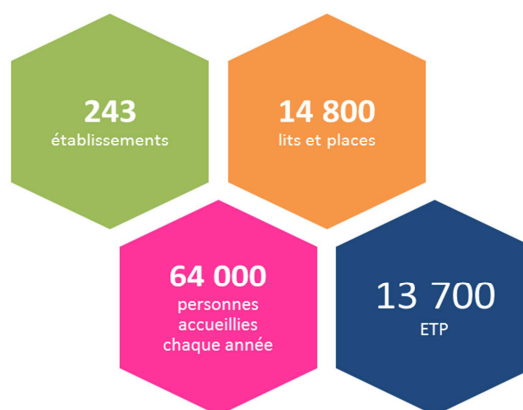 243
établissements
14 800
lits et places
64 000
personnes
accueillies
chaque année
13 700
ETP